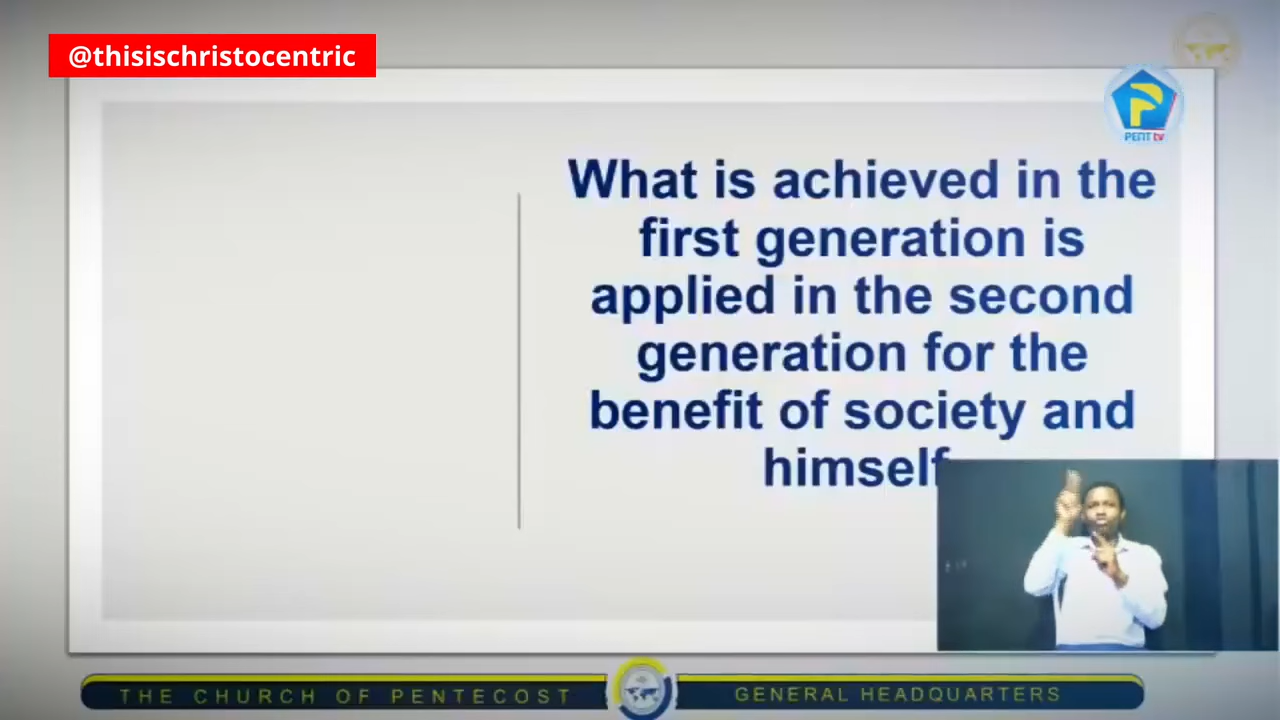 @thisischristocentric
PENT tv
What is achieved in the
first generation is
applied in the second
generation for the
benefit of society and
himself
THE CHURCH OF PENTECOST
GENERAL HEADQUARTERS